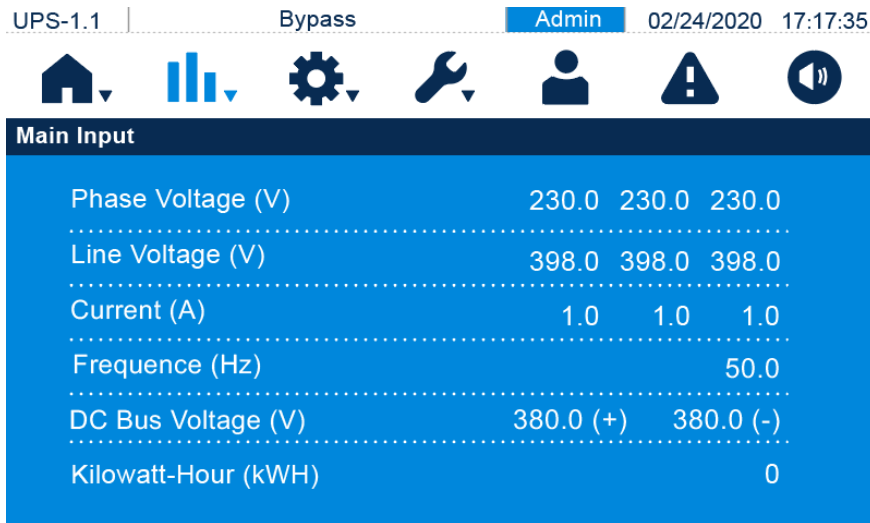 UPS-1.1 Bypass Admin 02/24/2020 17:17:35
Main Input
Phase Voltage (V) 230.0 230.0 230.0
Line Voltage (V) 398.0 398.0 398.0
Current (A) 1.0 1.0 1.0
Frequence (Hz) 50.0
DC Bus Voltage (V) 380.0 (+) 380.0 (-)
Kilowatt-Hour (kWH) 0